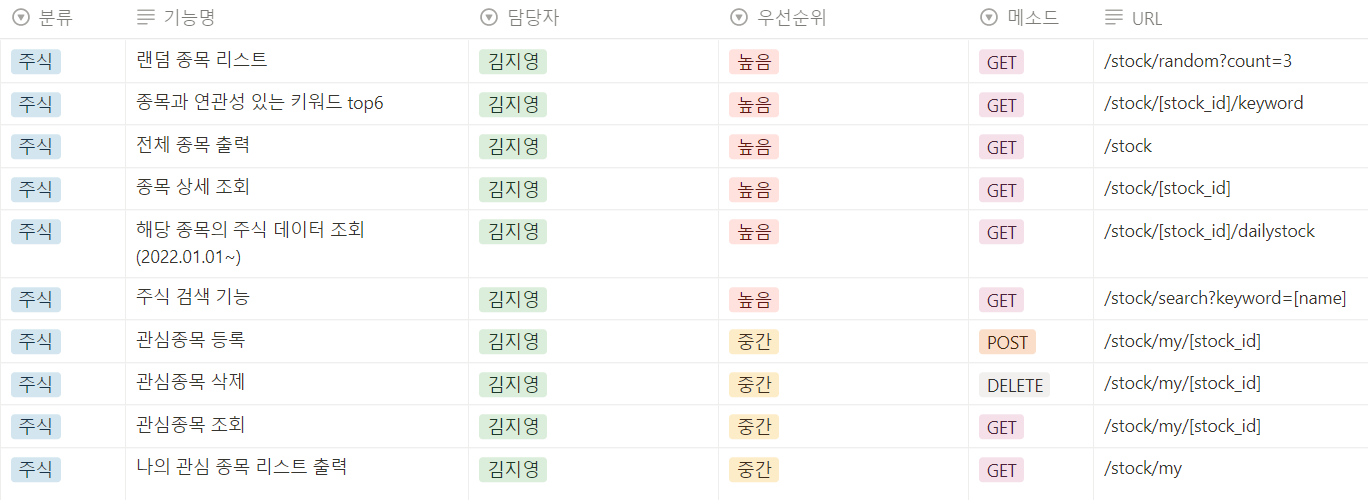 분류 기능명 담당자 우선순위 메소드 URL
주식 랜덤 종목 리스트 김지영 높음 GET /stock/random?count=3
주식 종목과 연관성 있는 키워드 top6 김지영 높음 GET /stock/[stock_id]/keyword
주식 전체 종목 출력 김지영 높음 GET /stock
주식 종목 상세 조회 김지영 높음 GET /stock/[stock_id]
주식 해당 종목의 주식 데이터 조회 김지영 높음 GET /stock/[stock_id]/dailystock
(2022.01.01~)
주식 주식 검색 기능 김지영 높음 GET /stock/search?keyword=[name]
주식 관심종목 등록 김지영 중간 POST /stock/my/[stock_id]
주식 관심종목 삭제 김지영 중간 DELETE /stock/my/[stock_id]
주식 관심종목 조회 김지영 중간 GET /stock/my/[stock_id]
주식 나의 관심 종목 리스트 출력 김지영 중간 GET /stock/my